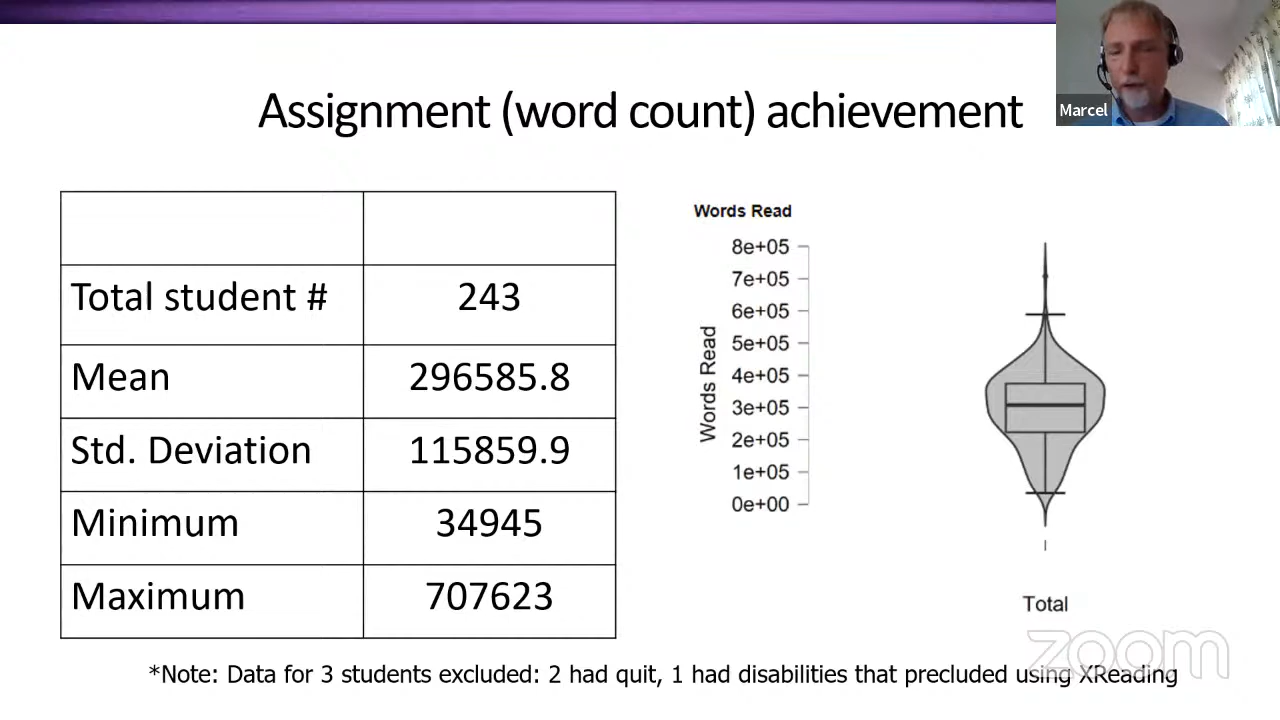 Marcel
Assignment (word count) achievement
Total student # 243
Mean 296585.8
Std. Deviation 115859.9
Minimum 34945
Maximum 707623
Words Read
8e+05
7e+05
6e+05
5e+05
4e+05
3e+05
2e+05
1e+05
0e+00
Words Read
Total
zoom
*Note: Data for 3 students excluded: 2 had quit, 1 had disabilities that precluded using XReading